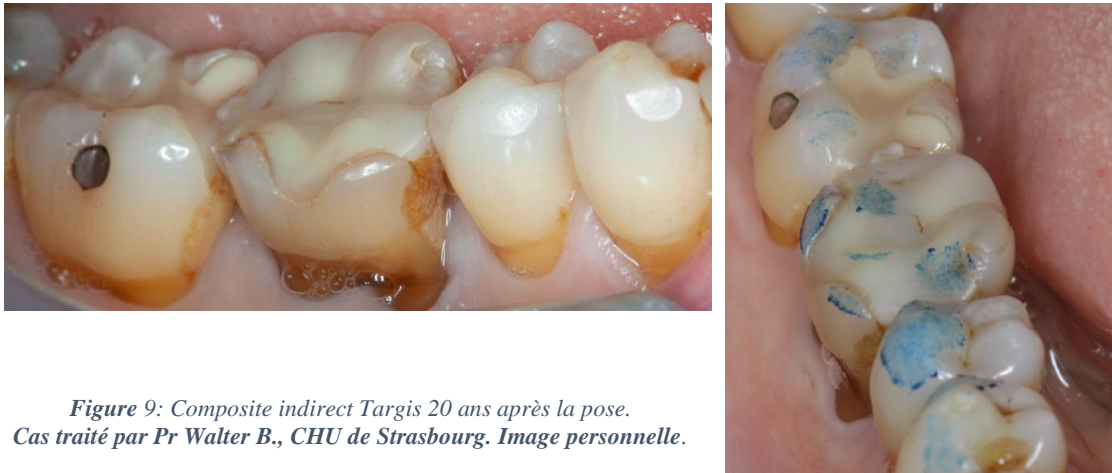 Figure 9: Composite indirect Targis 20 ans après la pose.
Cas traité par Pr Walter B., CHU de Strasbourg. Image personnelle.